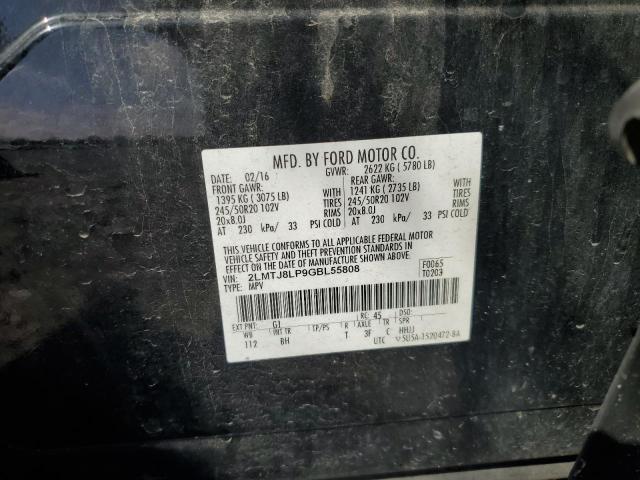 MFD. BY FORD MOTOR CO.
DATE: 02/16 GVWR: 2622 KG ( 5780 LB)
FRONT GAWR: REAR GAWR:
1395 KG ( 3075 LB) WITH 1241 KG ( 2735 LB) WITH
245/50R20 102V TIRES 245/50R20 102V TIRES
20x8.0J RIMS 20x8.0J RIMS
AT 230 kPa/ 33 PSI COLD AT 230 kPa/ 33 PSI COLD
THIS VEHICLE CONFORMS TO ALL APPLICABLE FEDERAL MOTOR
VEHICLE SAFETY AND THEFT PREVENTION STANDARDS IN
EFFECT ON THE DATE OF MANUFACTURE SHOWN ABOVE.
VIN: 2LMTJ8LP9GBL55808 F0065
TYPE: MPV T0203
RC: 45 DSO:
EXT PNT: G1
WB INT TR TP/PS R AXLE TR SPR
112 BH T 3F C HHJJ
UTC ▽5U5A-1520472-BA